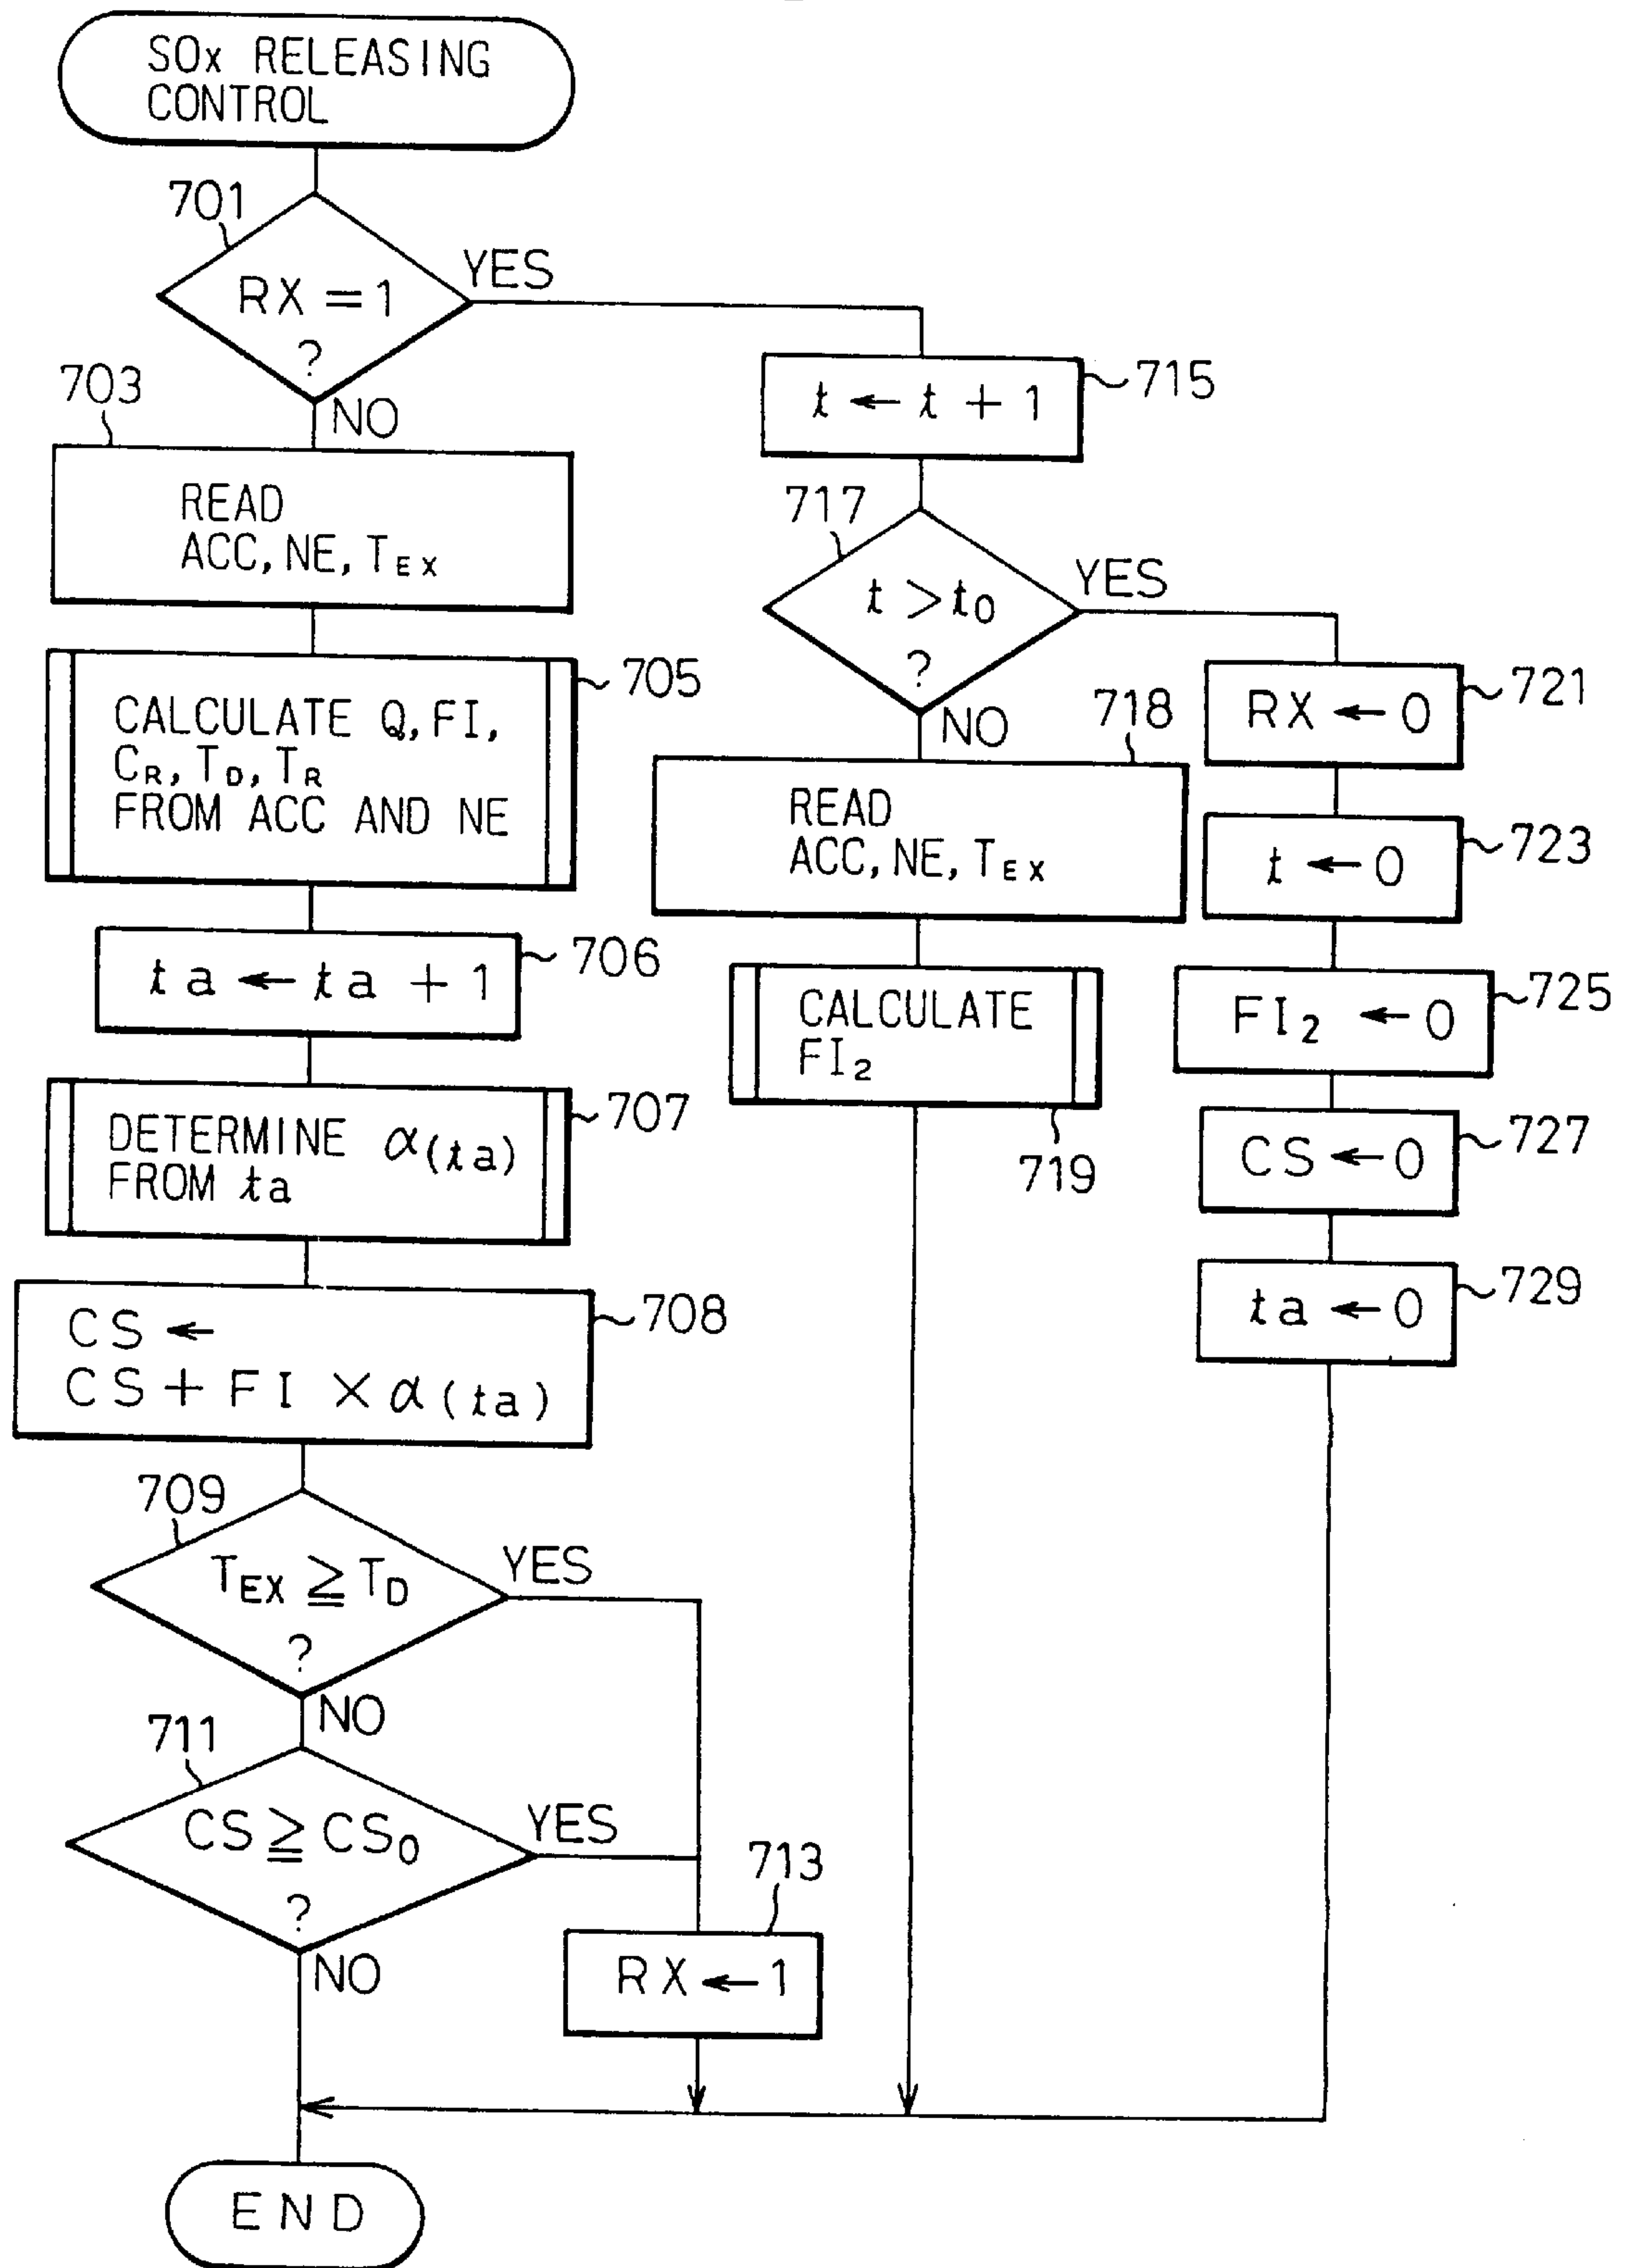 SOx RELEASING
CONTROL
701
RX = 1
?
YES
NO
703
READ
ACC, NE, TEX
705
CALCULATE Q, FI,
CR, TD, TR
FROM ACC AND NE
706
ta ← ta + 1
707
DETERMINE α(ta)
FROM ta
708
CS ←
CS + FI × α(ta)
709
TEX ≧ TD
?
YES
NO
711
CS ≧ CS0
?
YES
NO
713
RX ← 1
715
t ← t + 1
717
t > t0
?
YES
NO
718
READ
ACC, NE, TEX
CALCULATE
FI2
719
721
RX ← 0
723
t ← 0
725
FI2 ← 0
727
CS ← 0
729
ta ← 0
END